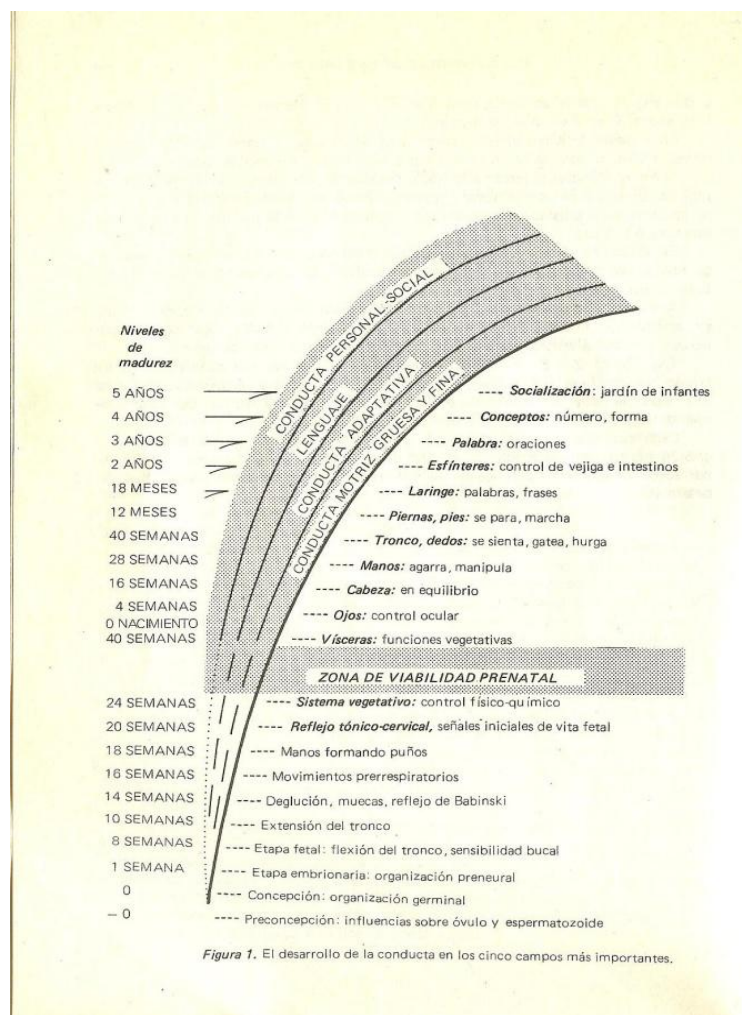 CONDUCTA PERSONAL-SOCIAL
LENGUAJE
CONDUCTA ADAPTATIVA
CONDUCTA MOTRIZ GRUESA Y FINA
Niveles
de
madurez
5 AÑOS ---- Socialización: jardín de infantes
4 AÑOS ---- Conceptos: número, forma
3 AÑOS ---- Palabra: oraciones
2 AÑOS ---- Esfínteres: control de vejiga e intestinos
18 MESES ---- Laringe: palabras, frases
12 MESES ---- Piernas, pies: se para, marcha
40 SEMANAS ---- Tronco, dedos: se sienta, gatea, hurga
28 SEMANAS ---- Manos: agarra, manipula
16 SEMANAS ---- Cabeza: en equilibrio
4 SEMANAS ---- Ojos: control ocular
0 NACIMIENTO
40 SEMANAS ---- Vísceras: funciones vegetativas
ZONA DE VIABILIDAD PRENATAL
24 SEMANAS ---- Sistema vegetativo: control físico-químico
20 SEMANAS ---- Reflejo tónico-cervical, señales iniciales de vita fetal
18 SEMANAS ---- Manos formando puños
16 SEMANAS ---- Movimientos prerrespiratorios
14 SEMANAS ---- Deglución, muecas, reflejo de Babinski
10 SEMANAS ---- Extensión del tronco
8 SEMANAS ---- Etapa fetal: flexión del tronco, sensibilidad bucal
1 SEMANA ---- Etapa embrionaria: organización preneural
0 ---- Concepción: organización germinal
– 0 ---- Preconcepción: influencias sobre óvulo y espermatozoide
Figura 1. El desarrollo de la conducta en los cinco campos más importantes.